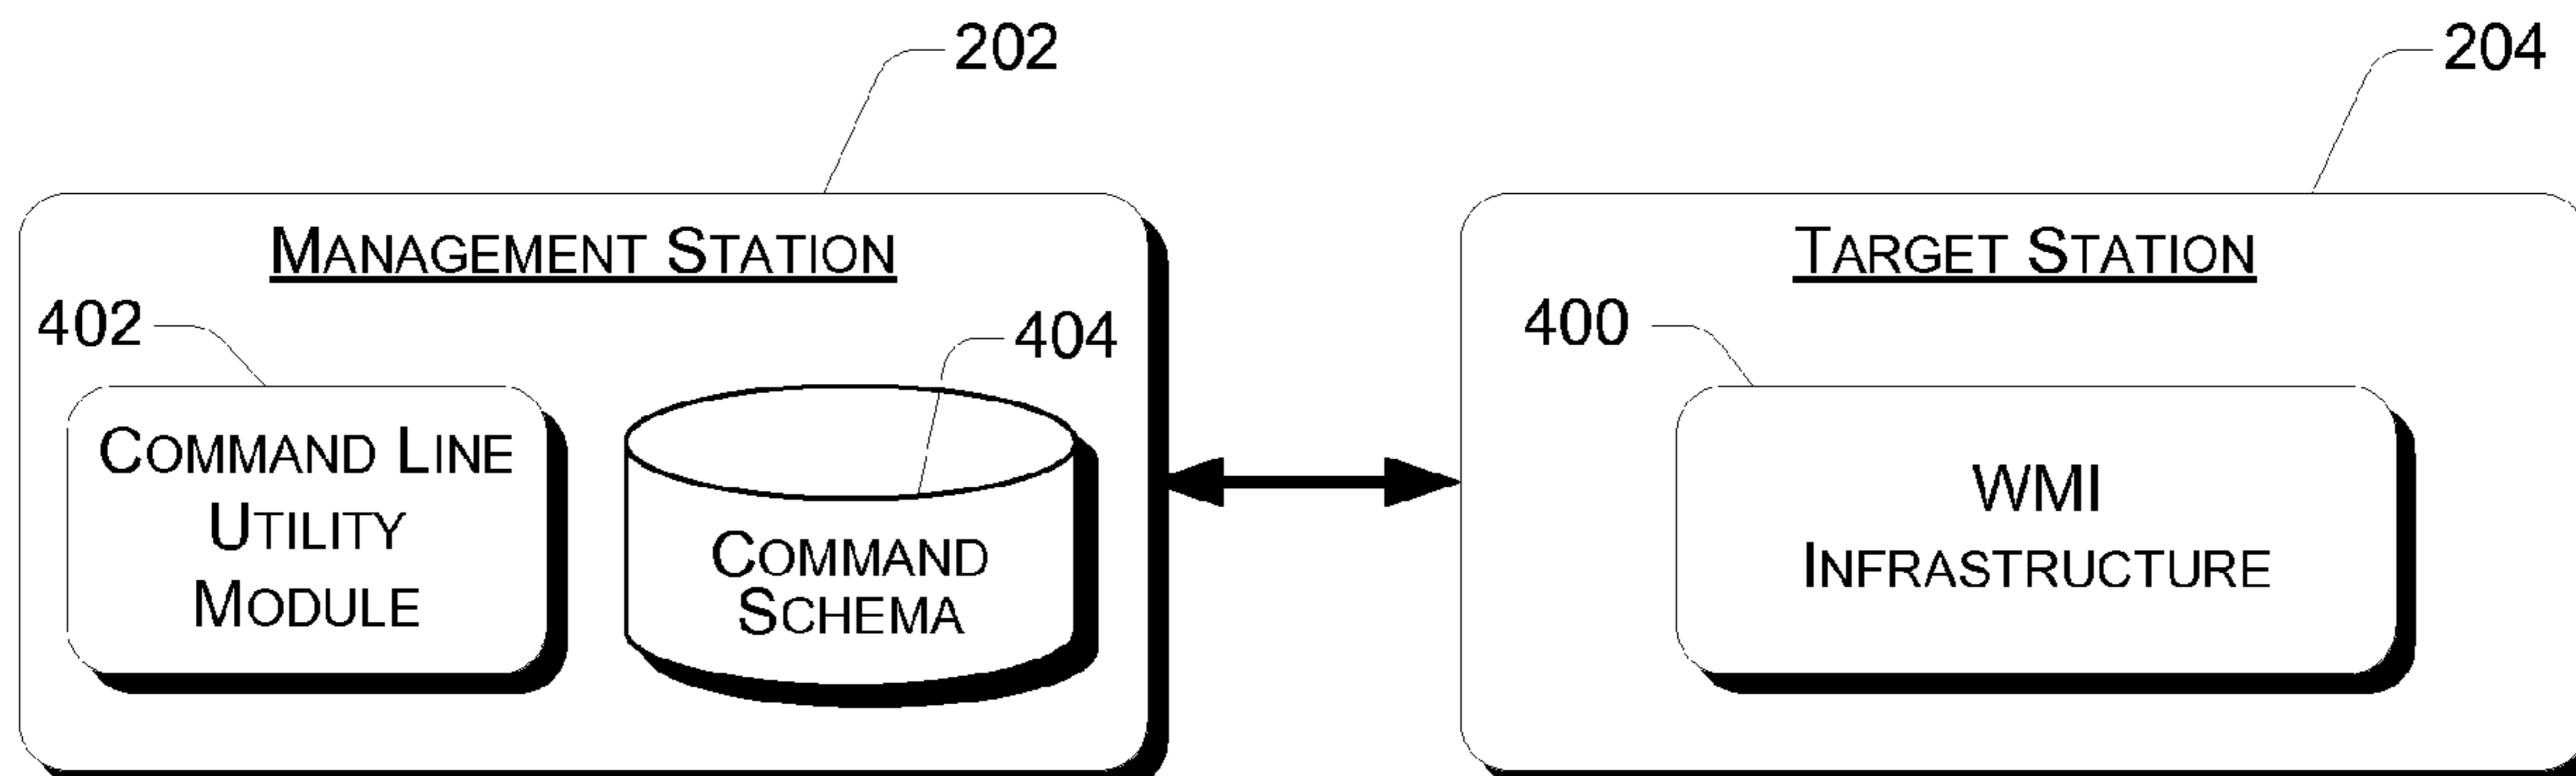 202
204
MANAGEMENT STATION
TARGET STATION
402
404
400
COMMAND LINE
UTILITY
MODULE
COMMAND
SCHEMA
WMI
INFRASTRUCTURE